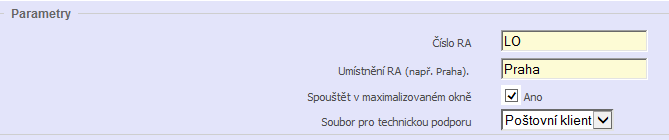 Parametry
Číslo RA LO
Umístnění RA (např. Praha). Praha
Spouštět v maximalizovaném okně Ano
Soubor pro technickou podporu Poštovní klient